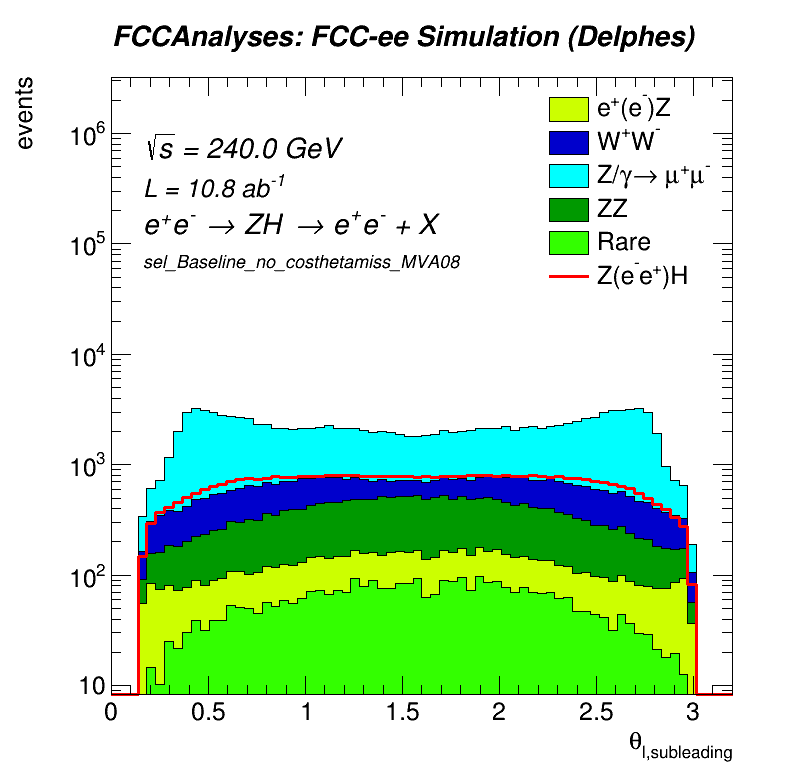 FCCAnalyses: FCC-ee Simulation (Delphes)
events
√s = 240.0 GeV
L = 10.8 ab⁻¹
e⁺e⁻ → ZH → e⁺e⁻ + X
sel_Baseline_no_costhetamiss_MVA08
e⁺(e⁻)Z
W⁺W⁻
Z/γ→ μ⁺μ⁻
ZZ
Rare
Z(e⁻e⁺)H
10⁶
10⁵
10⁴
10³
10²
10
0 0.5 1 1.5 2 2.5 3
θ_l,subleading